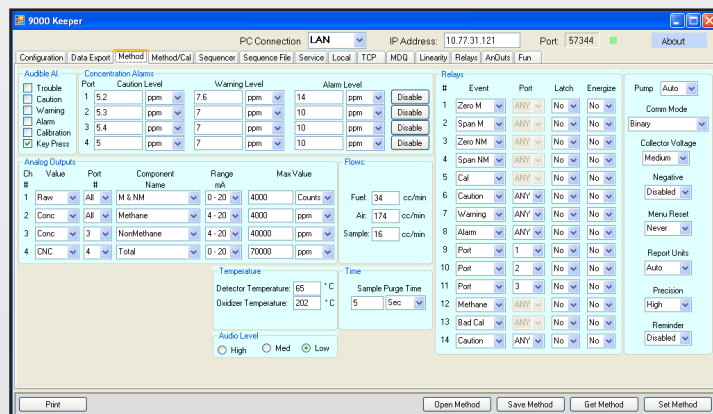 9000 Keeper
PC Connection LAN IP Address: 10.77.31.121 Port: 57344 About
Configuration Data Export Method Method/Cal Sequencer Sequence File Service Local TCP MDQ Linearity Relays AnOuts Fun
Audible Al.
Trouble
Caution
Warning
Alarm
Calibration
Key Press
Concentration Alarms
Port Caution Level Warning Level Alarm Level
1 5.2 ppm 7.6 ppm 14 ppm Disable
2 5.3 ppm 7 ppm 10 ppm Disable
3 5.4 ppm 7 ppm 10 ppm Disable
4 5 ppm 7 ppm 10 ppm Disable
Analog Outputs
Ch Value Port Component Range Max Value
# # Name mA
1 Raw All M & NM 0 - 20 4000 Counts
2 Conc All Methane 4 - 20 4000 ppm
3 Conc 3 NonMethane 4 - 20 40000 ppm
4 CNC 4 Total 0 - 20 70000 ppm
Flows:
Fuel: 34 cc/min
Air: 174 cc/min
Sample: 16 cc/min
Temperature
Detector Temperature: 65 ° C
Oxidizer Temperature: 202 ° C
Time
Sample Purge Time
5 Sec
Audio Level
High Med Low
Relays
# Event Port Latch Energize
1 Zero M ANY No No
2 Span M ANY No No
3 Zero NM ANY No No
4 Span NM ANY No No
5 Cal ANY No No
6 Caution ANY No No
7 Warning ANY No No
8 Alarm ANY No No
9 Port 1 No No
10 Port 2 No No
11 Port 3 No No
12 Methane ANY No No
13 Bad Cal ANY No No
14 Caution ANY No No
Pump Auto
Comm Mode
Binary
Collector Voltage
Medium
Negative
Disabled
Menu Reset
Never
Report Units
Auto
Precision
High
Reminder
Disabled
Print Open Method Save Method Get Method Set Method